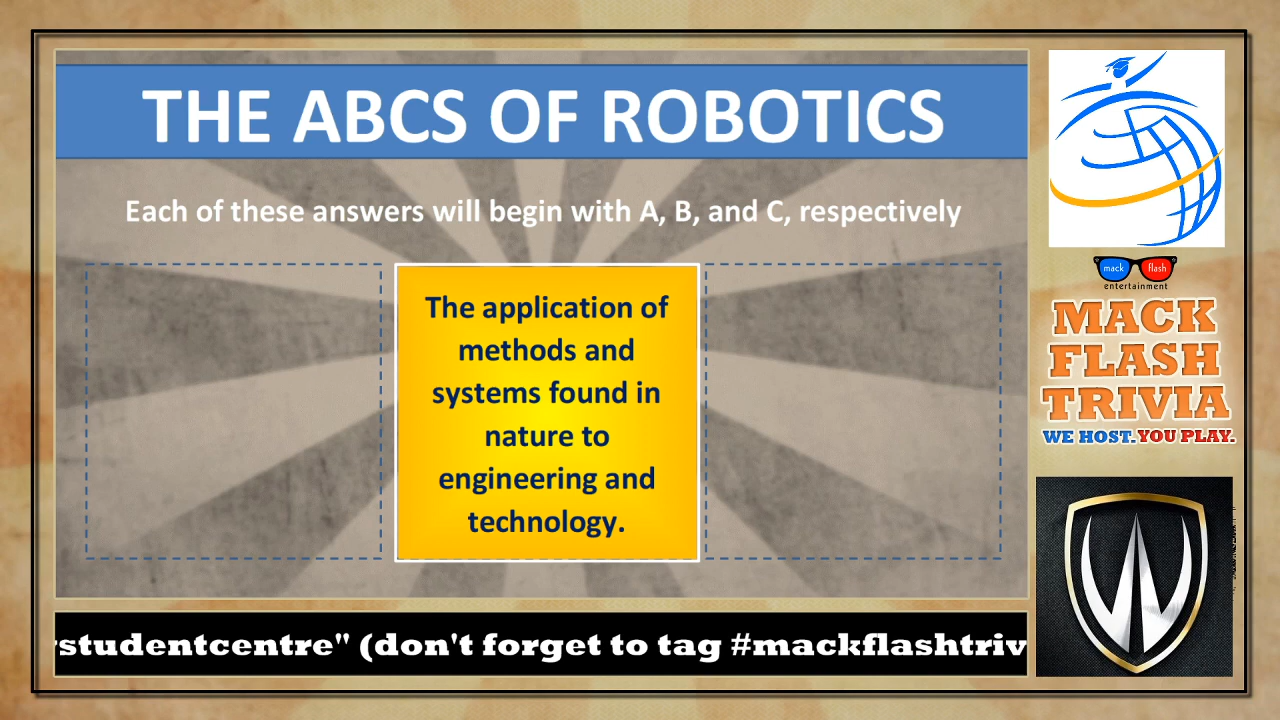 THE ABCS OF ROBOTICS
Each of these answers will begin with A, B, and C, respectively
The application of
methods and
systems found in
nature to
engineering and
technology.
mack flash
entertainment
MACK
FLASH
TRIVIA
WE HOST. YOU PLAY.
studentcentre" (don't forget to tag #mackflashtriv